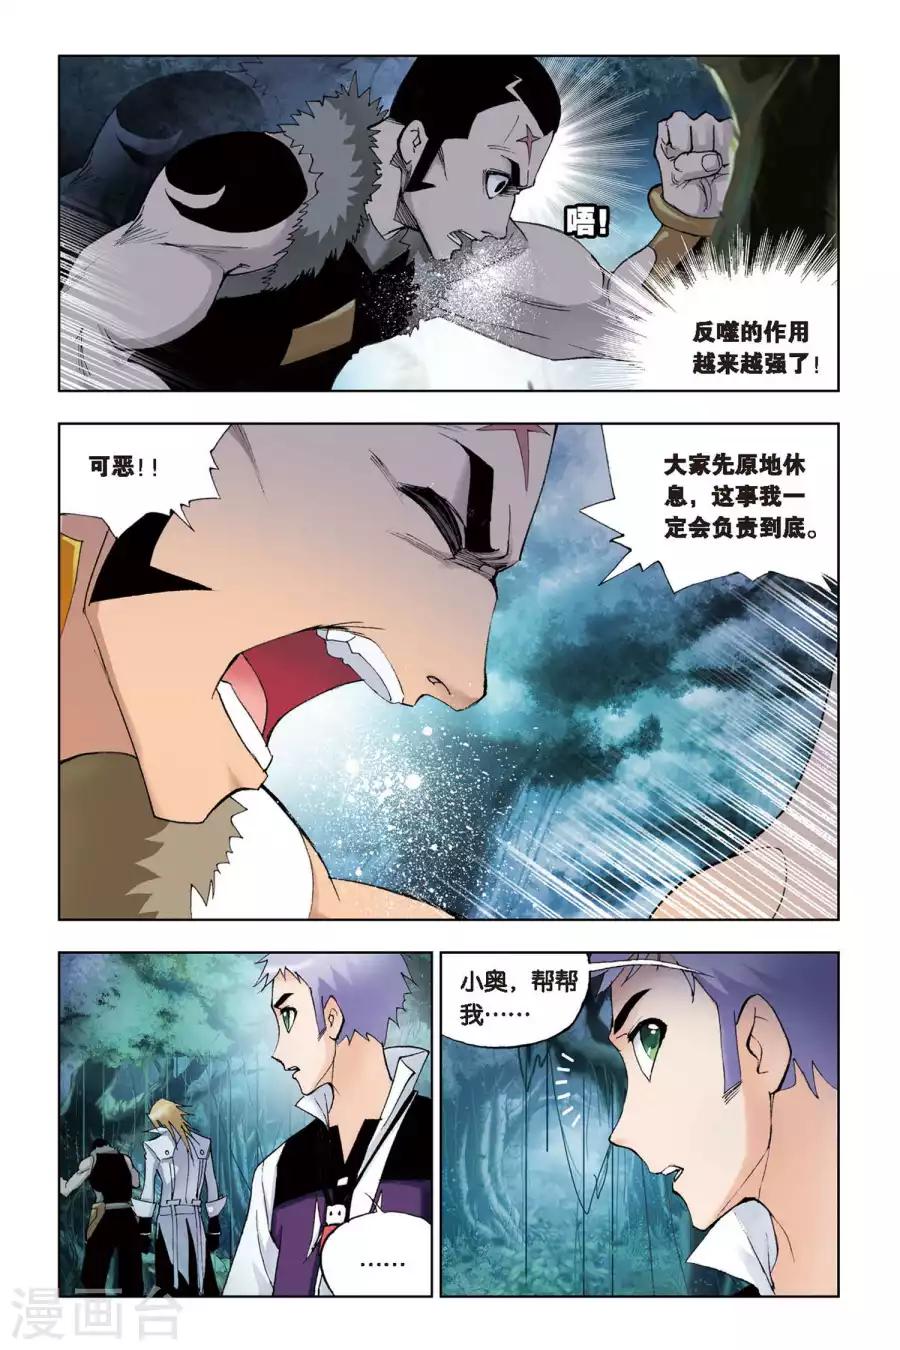 唔！
反噬的作用
越来越强了！
可恶！！
大家先原地休
息，这事我一
定会负责到底。
……
小奥，帮帮
我……
漫画台